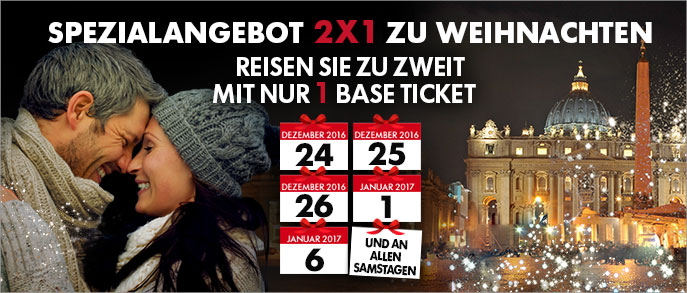 SPEZIALANGEBOT 2X1 ZU WEIHNACHTEN
REISEN SIE ZU ZWEIT
MIT NUR 1 BASE TICKET
DEZEMBER 2016
24
DEZEMBER 2016
25
DEZEMBER 2016
26
JANUAR 2017
1
JANUAR 2017
6
UND AN
ALLEN
SAMSTAGEN